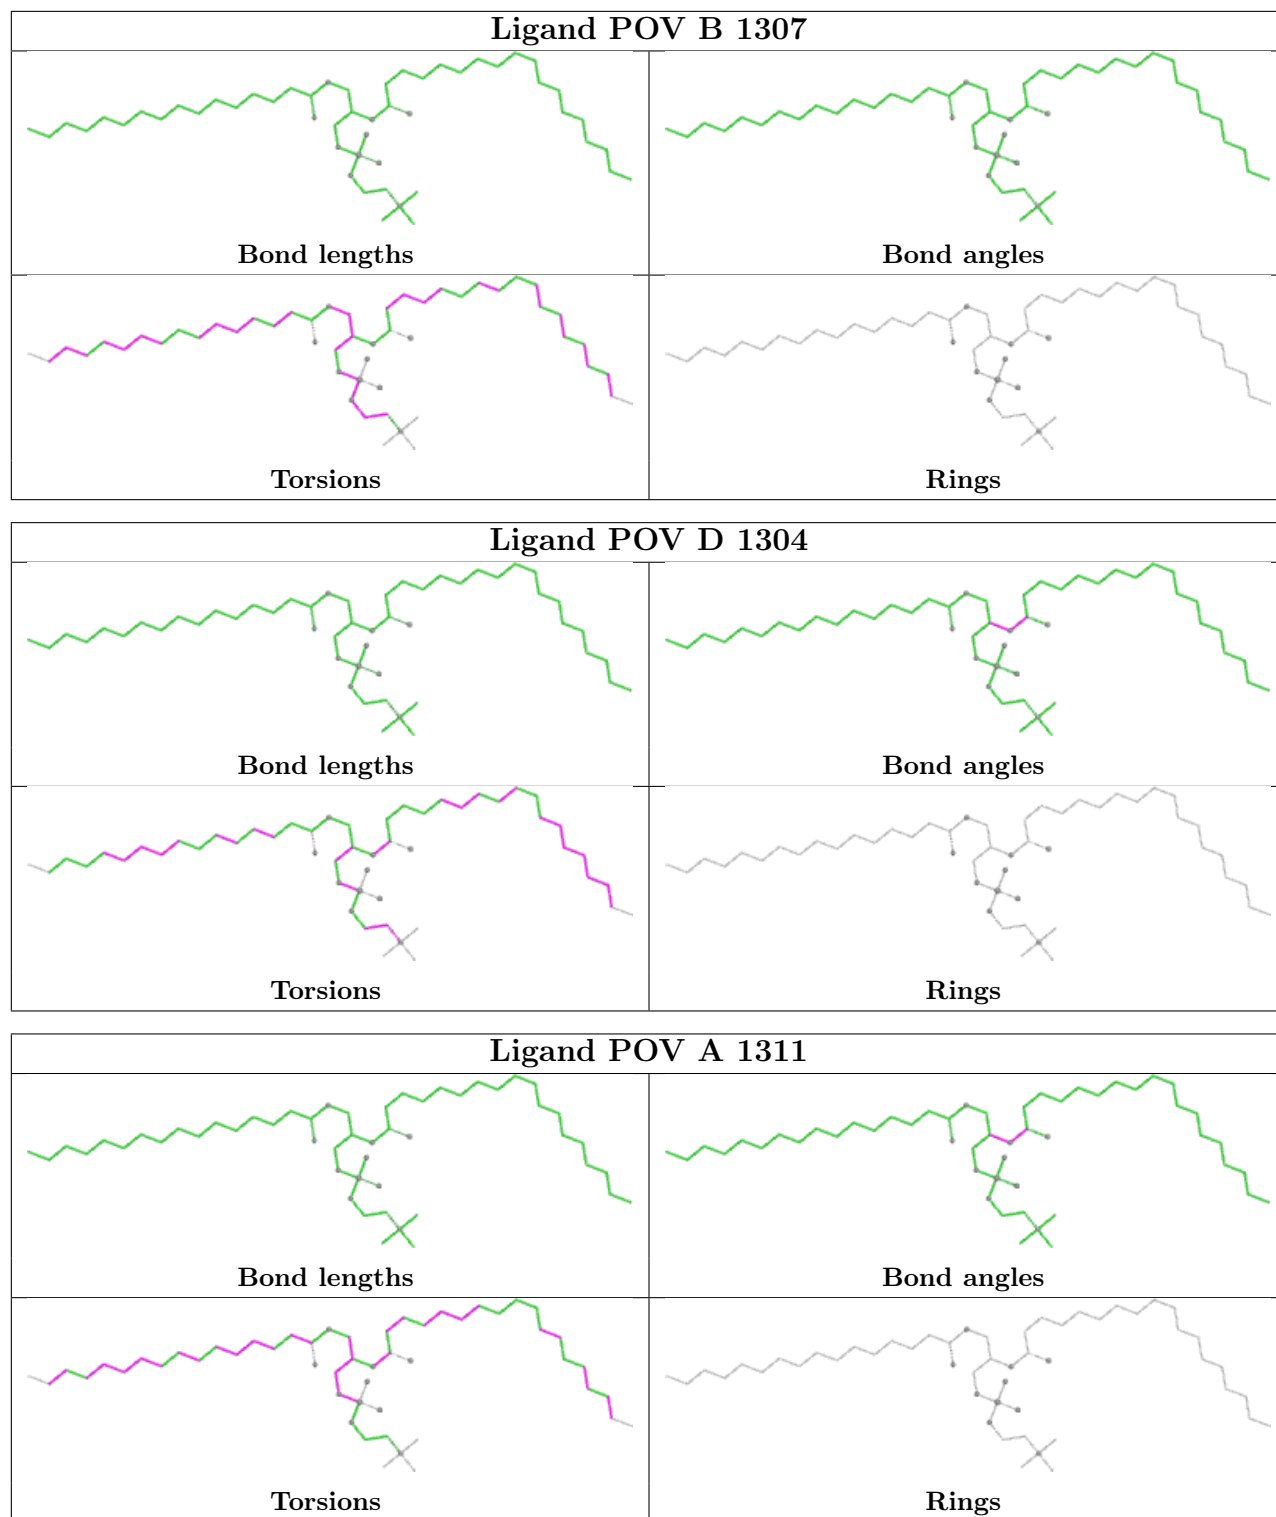 Ligand POV B 1307
Bond lengths
Bond angles
Torsions
Rings
Ligand POV D 1304
Bond lengths
Bond angles
Torsions
Rings
Ligand POV A 1311
Bond lengths
Bond angles
Torsions
Rings